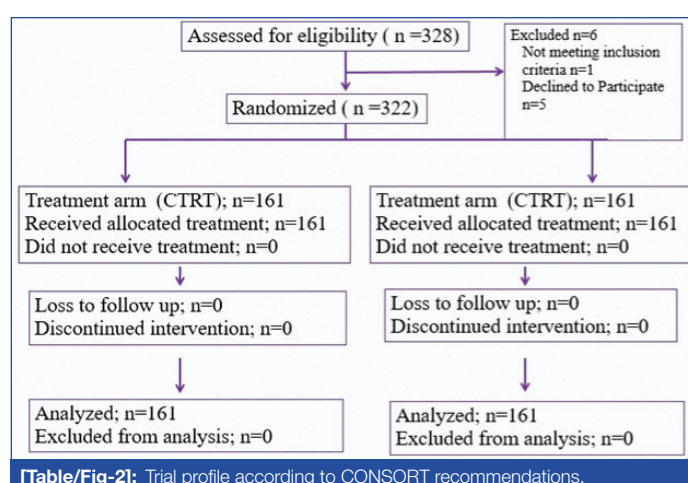 Assessed for eligibility ( n =328)
Excluded n=6
Not meeting inclusion
criteria n=1
Declined to Participate
n=5
Randomized ( n =322)
Treatment arm (CTRT); n=161
Received allocated treatment; n=161
Did not receive treatment; n=0
Treatment arm (CTRT); n=161
Received allocated treatment; n=161
Did not receive treatment; n=0
Loss to follow up; n=0
Discontinued intervention; n=0
Loss to follow up; n=0
Discontinued intervention; n=0
Analyzed; n=161
Excluded from analysis; n=0
Analyzed; n=161
Excluded from analysis; n=0
[Table/Fig-2]: Trial profile according to CONSORT recommendations.